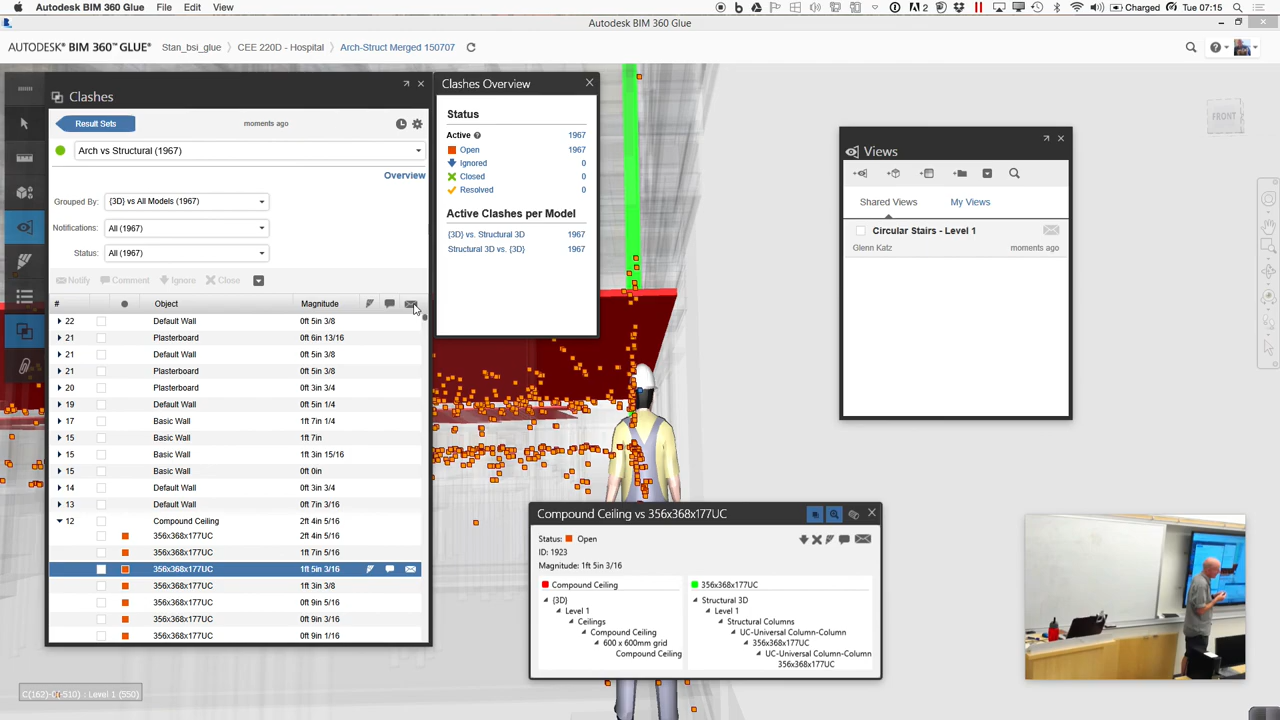 Autodesk BIM 360 Glue File Edit View
2 Charged Tue 07:15
Autodesk BIM 360 Glue
AUTODESK® BIM 360™ GLUE® Stan_bsi_glue > CEE 220D - Hospital > Arch-Struct Merged 150707
Clashes
Result Sets moments ago
Arch vs Structural (1967)
Overview
Grouped By: {3D} vs All Models (1967)
Notifications: All (1967)
Status: All (1967)
Notify Comment Ignore Close
# Object Magnitude
22 Default Wall 0ft 5in 3/8
21 Plasterboard 0ft 6in 13/16
21 Default Wall 0ft 5in 3/8
21 Plasterboard 0ft 5in 3/8
20 Plasterboard 0ft 3in 3/4
19 Default Wall 0ft 5in 1/4
17 Basic Wall 1ft 7in 1/4
15 Basic Wall 1ft 7in
15 Basic Wall 1ft 3in 15/16
15 Basic Wall 0ft 0in
14 Default Wall 0ft 3in 3/4
13 Default Wall 0ft 7in 3/16
12 Compound Ceiling 2ft 4in 5/16
356x368x177UC 2ft 4in 5/16
356x368x177UC 1ft 7in 5/16
356x368x177UC 1ft 5in 3/16
356x368x177UC 1ft 3in 3/8
356x368x177UC 0ft 9in 5/16
356x368x177UC 0ft 9in 3/16
356x368x177UC 0ft 9in 1/16
Clashes Overview
Status
Active 1967
Open 1967
Ignored 0
Closed 0
Resolved 0
Active Clashes per Model
{3D} vs. Structural 3D 1967
Structural 3D vs. {3D} 1967
FRONT
Views
Shared Views My Views
Circular Stairs - Level 1
Glenn Katz moments ago
Compound Ceiling vs 356x368x177UC
Status: Open
ID: 1923
Magnitude: 1ft 5in 3/16
Compound Ceiling
{3D}
Level 1
Ceilings
Compound Ceiling
600 x 600mm grid
Compound Ceiling
356x368x177UC
Structural 3D
Level 1
Structural Columns
UC-Universal Column-Column
356x368x177UC
UC-Universal Column-Column
356x368x177UC
: Level 1 (550)